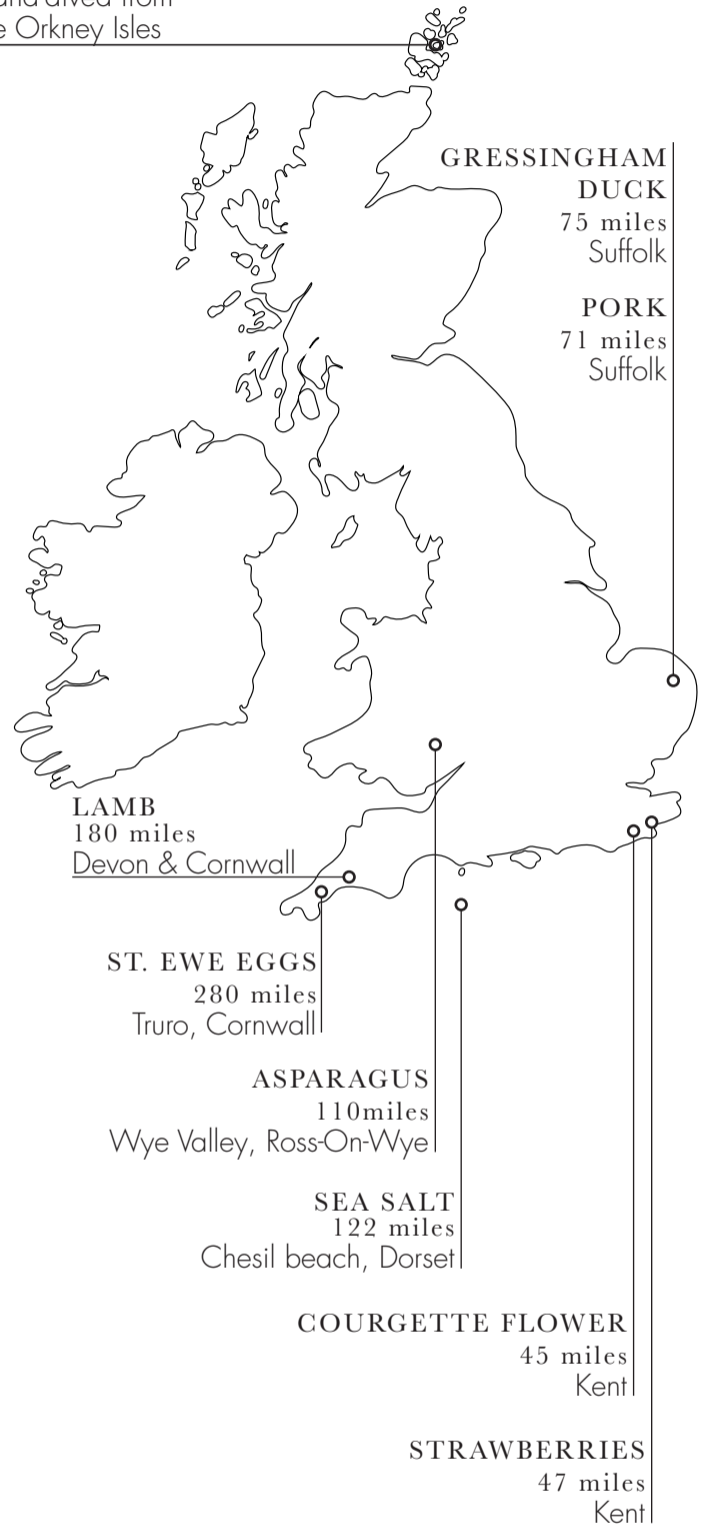 Orkney Isles
GRESSINGHAM
DUCK
75 miles
Suffolk
PORK
71 miles
Suffolk
LAMB
180 miles
Devon & Cornwall
ST. EWE EGGS
280 miles
Truro, Cornwall
ASPARAGUS
110miles
Wye Valley, Ross-On-Wye
SEA SALT
122 miles
Chesil beach, Dorset
COURGETTE FLOWER
45 miles
Kent
STRAWBERRIES
47 miles
Kent